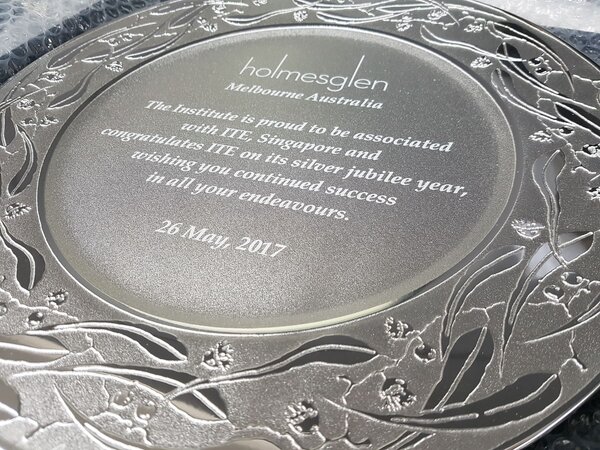 holmesglen
Melbourne Australia
The Institute is proud to be associated
with ITE, Singapore and
congratulates ITE on its silver jubilee year,
wishing you continued success
in all your endeavours.
26 May, 2017